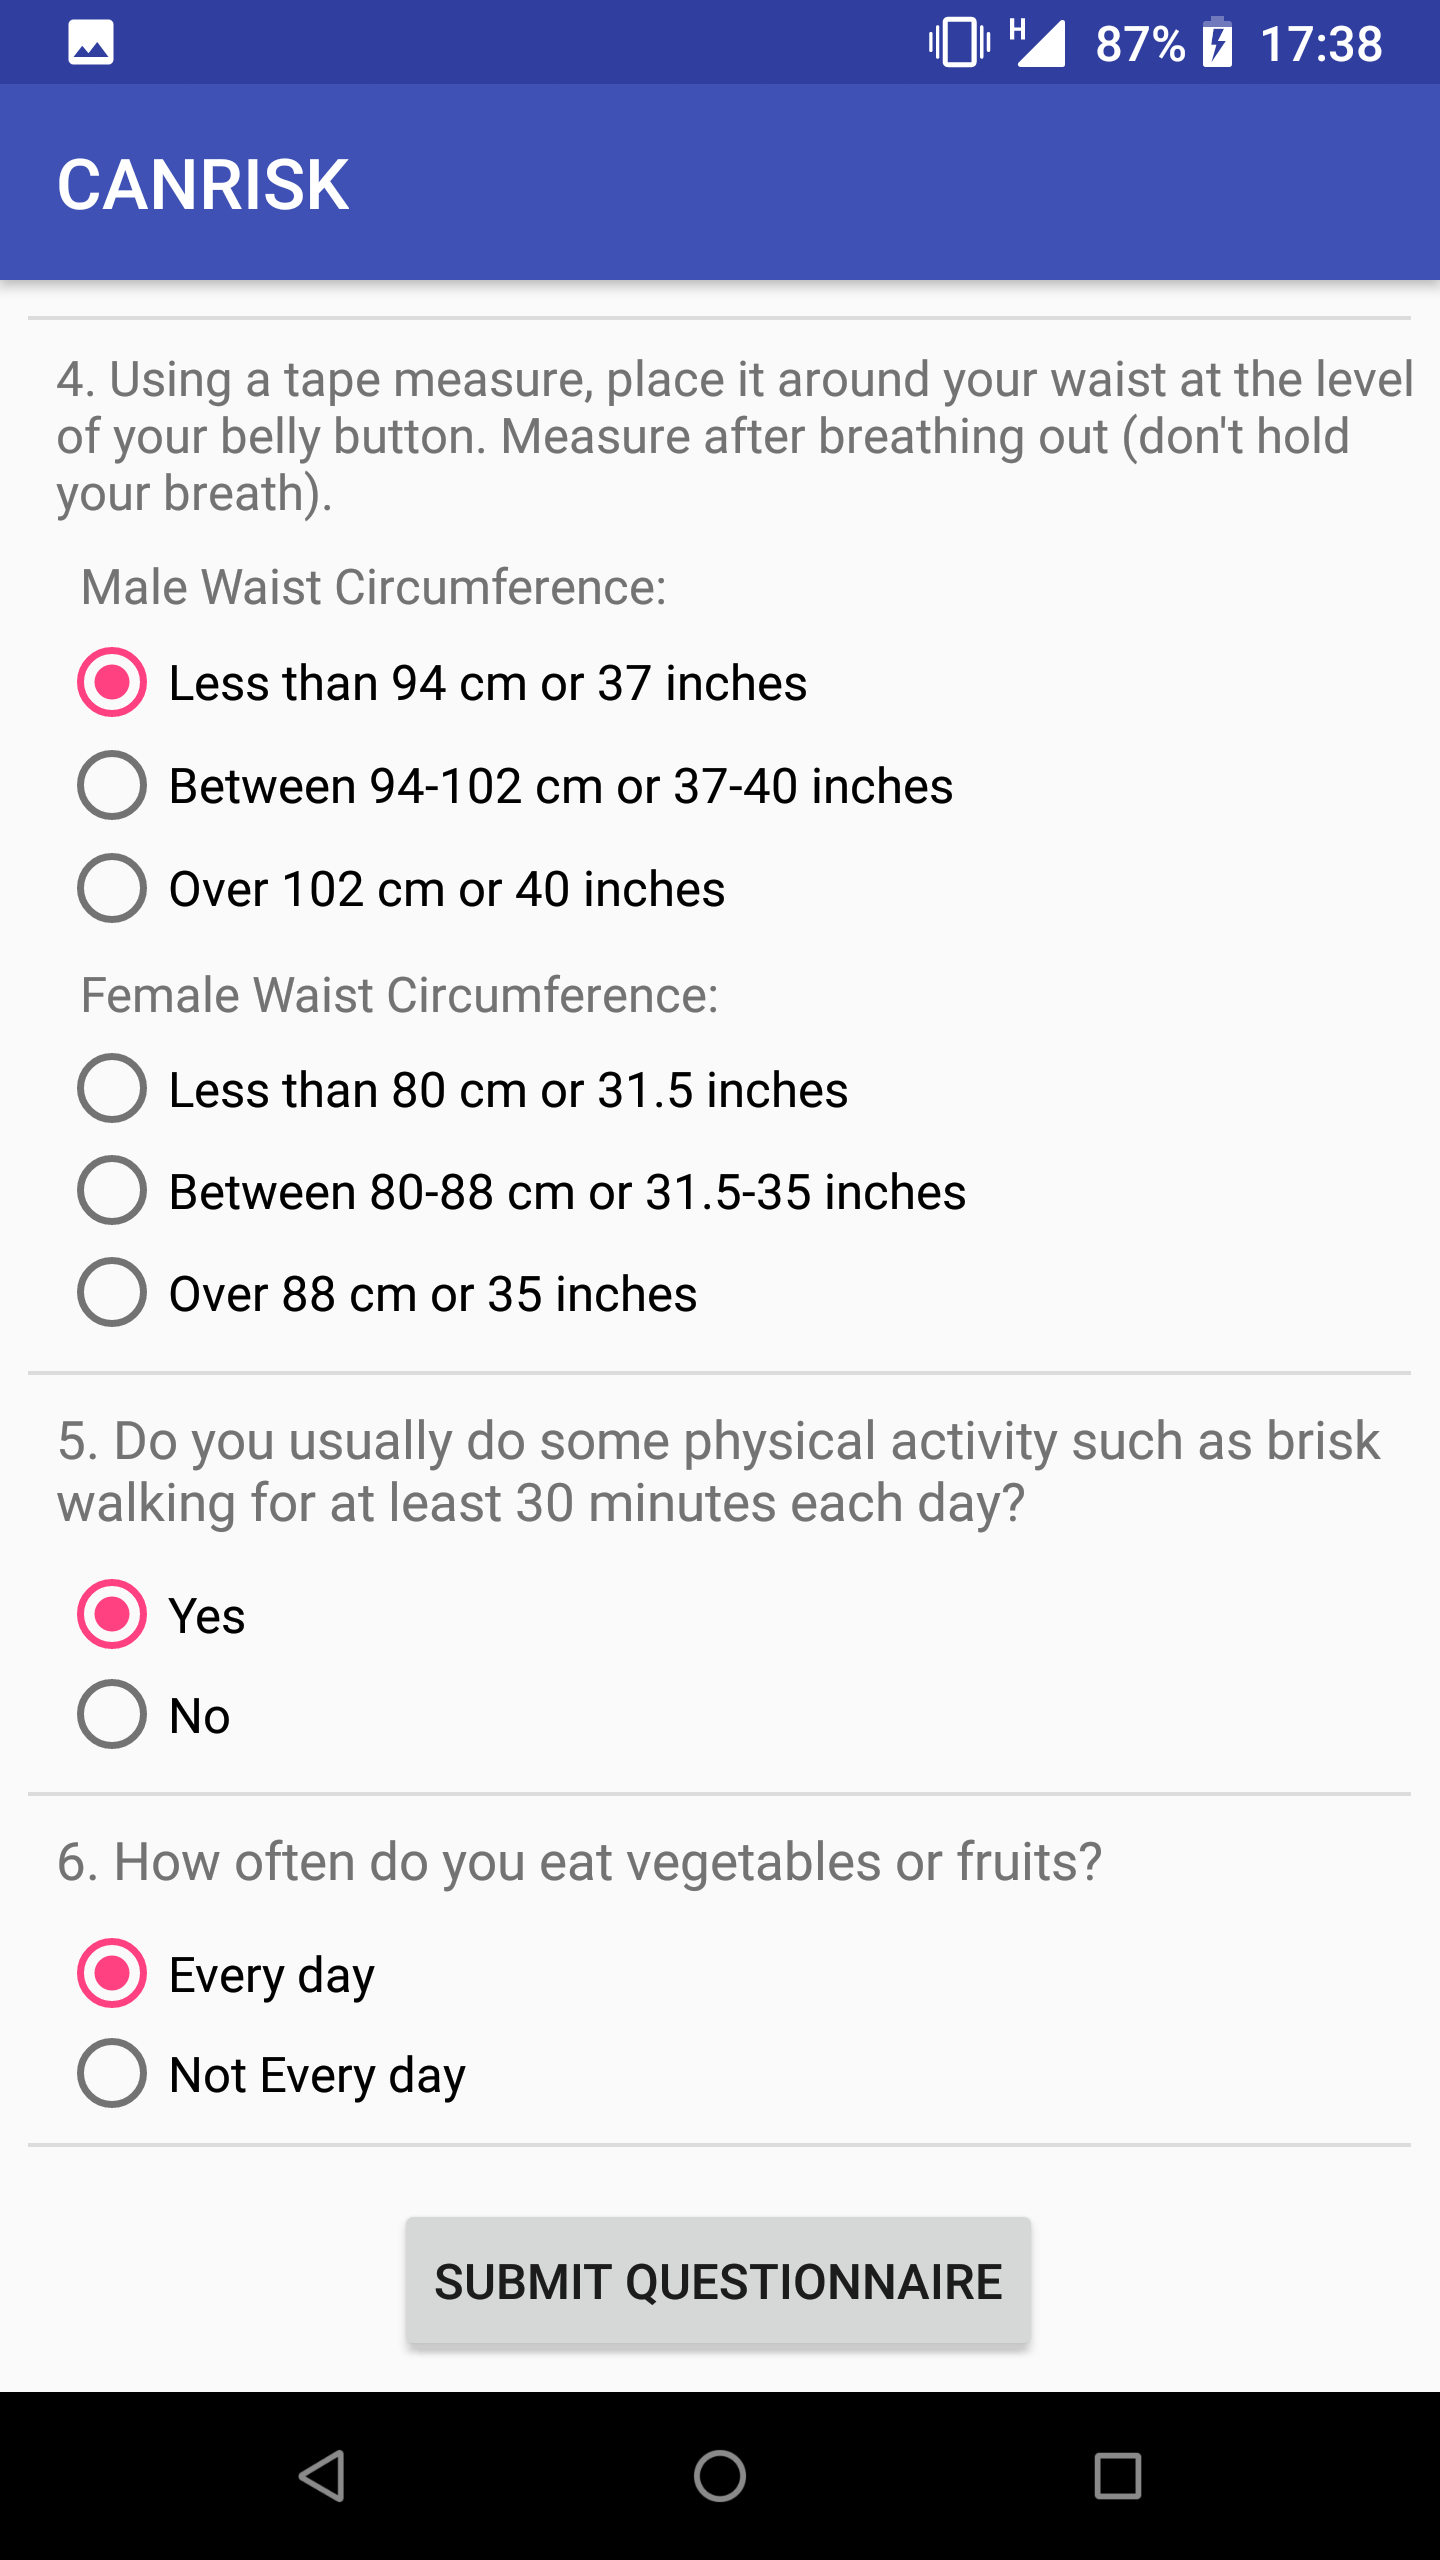 H 87% 17:38
CANRISK
4. Using a tape measure, place it around your waist at the level
of your belly button. Measure after breathing out (don't hold
your breath).
Male Waist Circumference:
Less than 94 cm or 37 inches
Between 94-102 cm or 37-40 inches
Over 102 cm or 40 inches
Female Waist Circumference:
Less than 80 cm or 31.5 inches
Between 80-88 cm or 31.5-35 inches
Over 88 cm or 35 inches
5. Do you usually do some physical activity such as brisk
walking for at least 30 minutes each day?
Yes
No
6. How often do you eat vegetables or fruits?
Every day
Not Every day
SUBMIT QUESTIONNAIRE